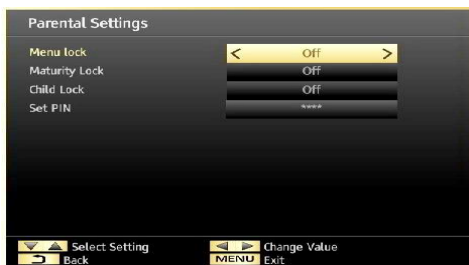 Parental Settings
Menu lock < Off >
Maturity Lock Off
Child Lock Off
Set PIN ****
Select Setting Change Value
Back MENU Exit